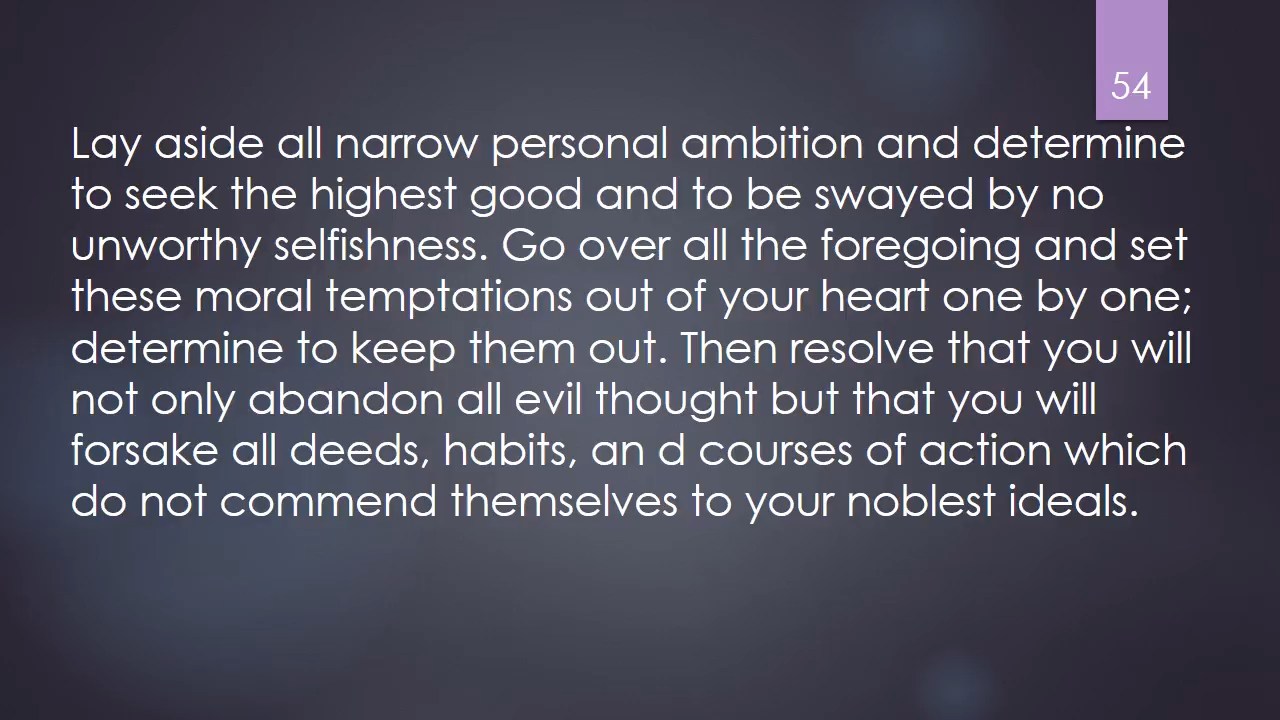 54
Lay aside all narrow personal ambition and determine
to seek the highest good and to be swayed by no
unworthy selfishness. Go over all the foregoing and set
these moral temptations out of your heart one by one;
determine to keep them out. Then resolve that you will
not only abandon all evil thought but that you will
forsake all deeds, habits, an d courses of action which
do not commend themselves to your noblest ideals.